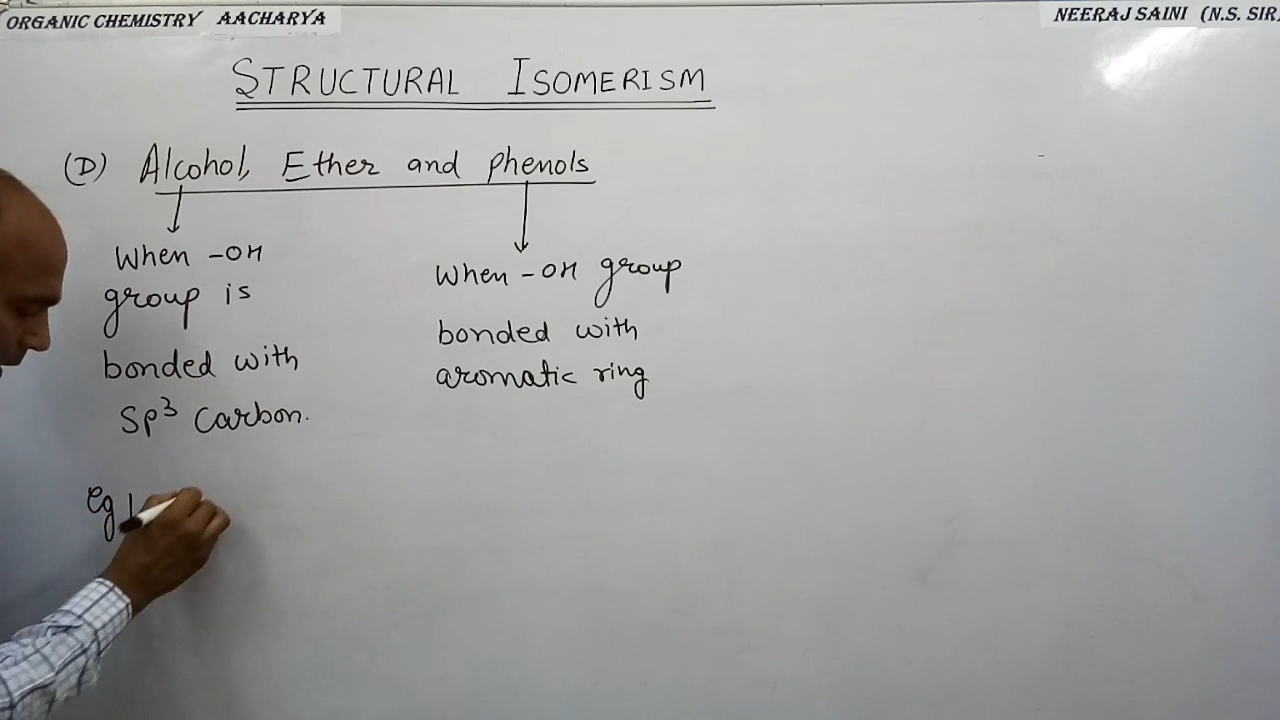 ORGANIC CHEMISTRY AACHARYA
NEERAJ SAINI (N.S. SIR)
STRUCTURAL ISOMERISM
(D) Alcohol, Ether and phenols
When -OH
group is
bonded with
Sp³ Carbon.
When -OH group
bonded with
aromatic ring
eg